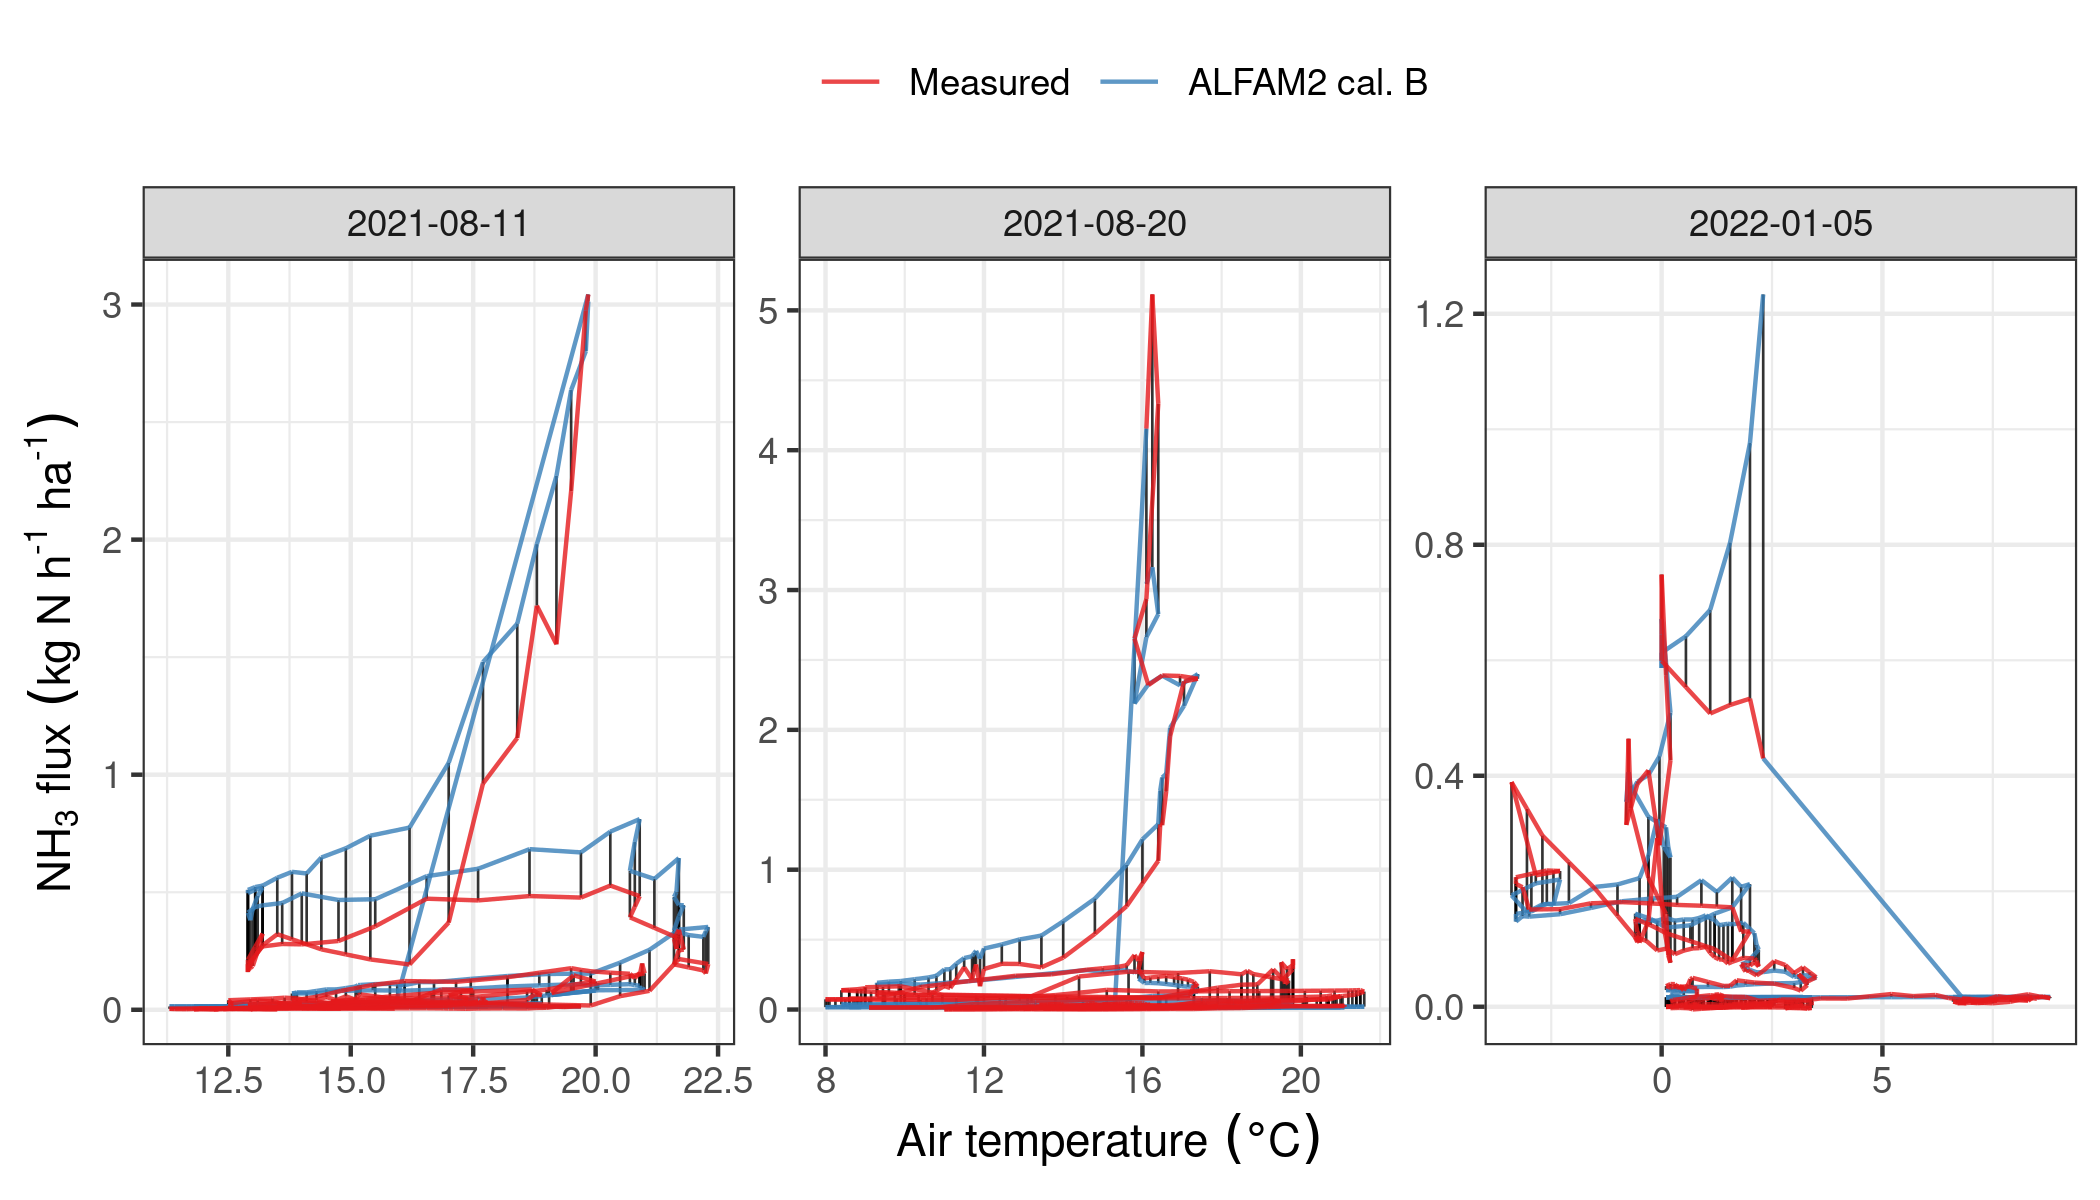 Measured ALFAM2 cal. B
2021-08-11 2021-08-20 2022-01-05
NH3 flux (kg N h-1 ha-1)
3
2
1
0
5
4
3
2
1
0
1.2
0.8
0.4
0.0
12.5 15.0 17.5 20.0 22.5
8 12 16 20
0 5
Air temperature (°C)